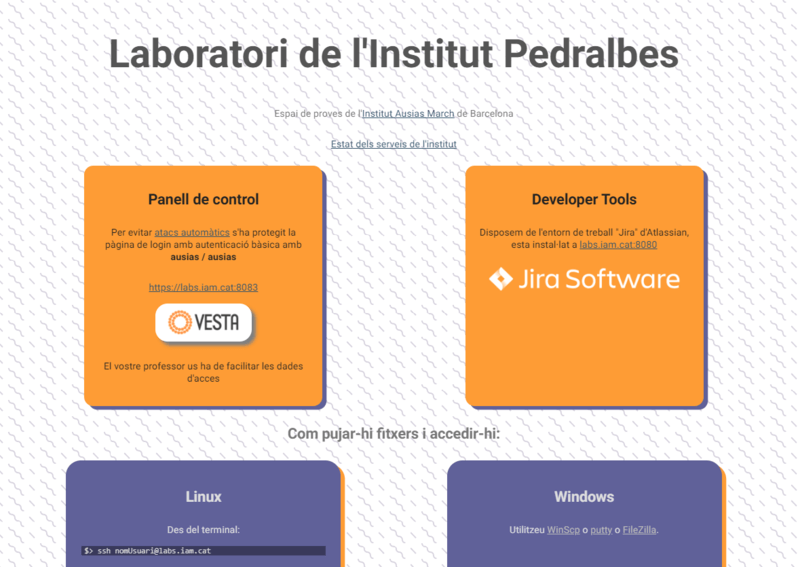 Laboratori de l'Institut Pedralbes
Espai de proves de l'Institut Ausias March de Barcelona
Estat dels serveis de l'institut
Panell de control
Per evitar atacs automàtics s'ha protegit la
pàgina de login amb autenticació bàsica amb
ausias / ausias
https://labs.iam.cat:8083
VESTA
El vostre professor us ha de facilitar les dades
d'acces
Developer Tools
Disposem de l'entorn de treball "Jira" d'Atlassian,
esta instal·lat a labs.iam.cat:8080
Jira Software
Com pujar-hi fitxers i accedir-hi:
Linux
Des del terminal:
$> ssh nomUsuari@labs.iam.cat
Windows
Utilitzeu WinScp o putty o FileZilla.